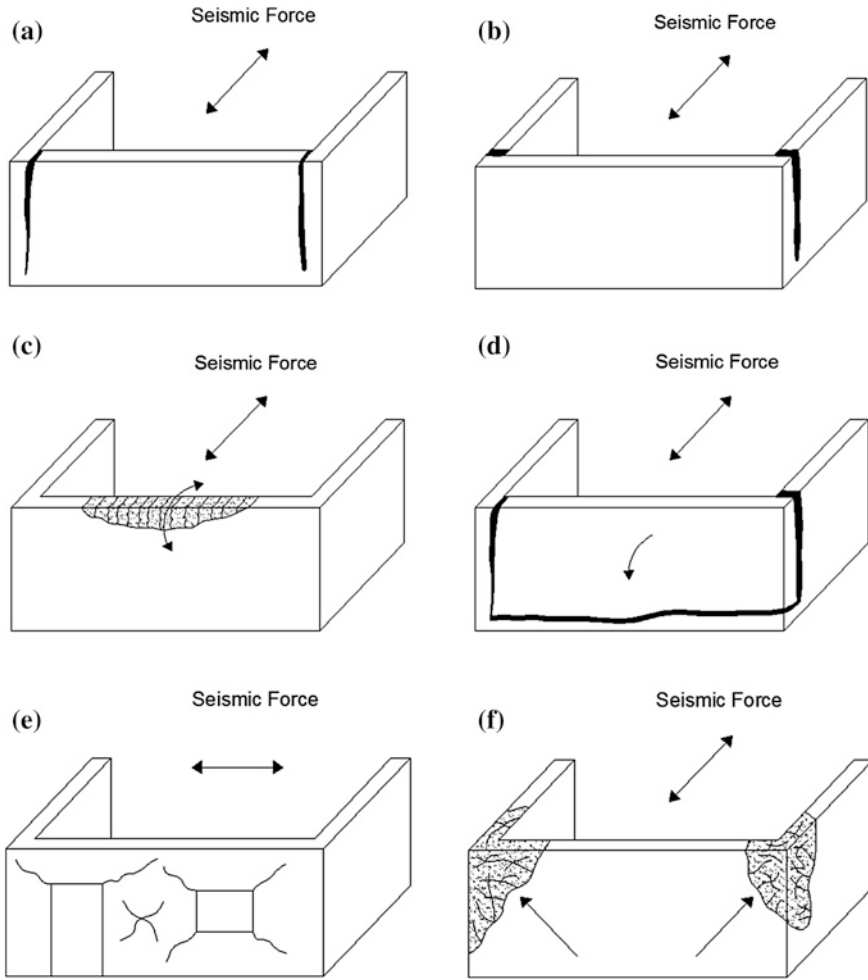 (a)
Seismic Force
(b)
Seismic Force
(c)
Seismic Force
(d)
Seismic Force
(e)
Seismic Force
(f)
Seismic Force